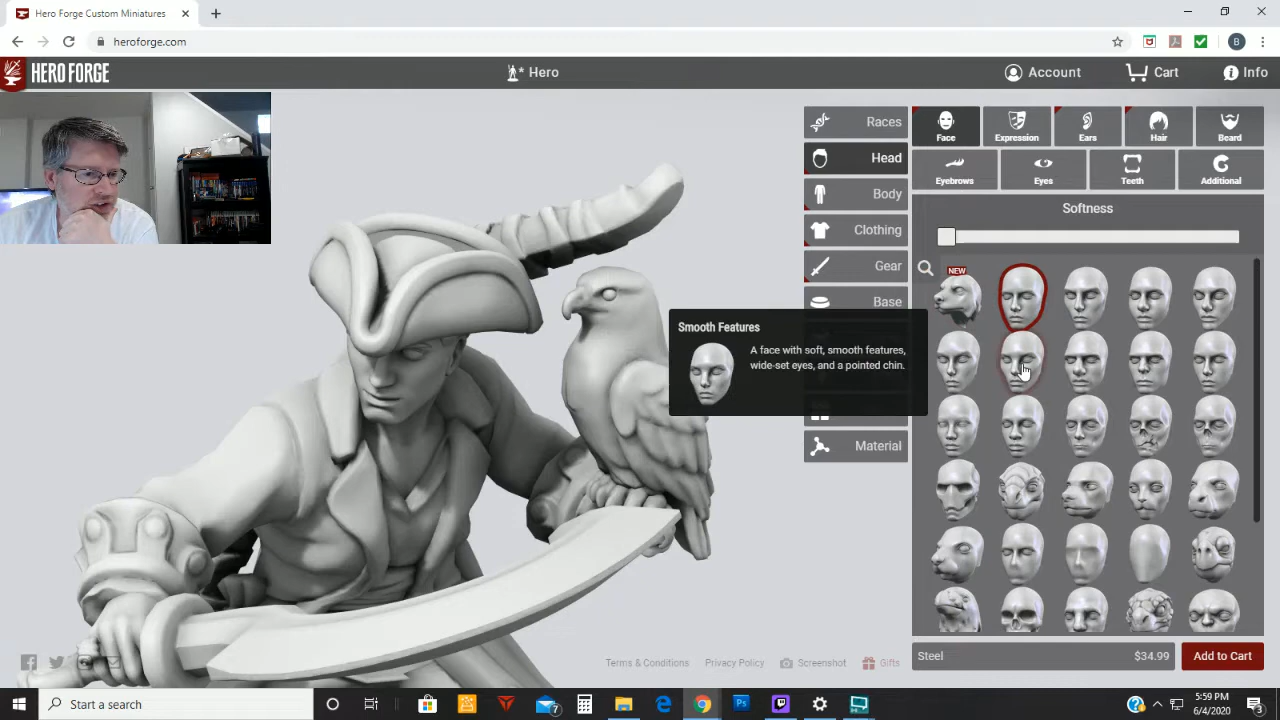 Hero Forge Custom Miniatures
heroforge.com
B
HERO FORGE
* Hero
Account
Cart
Info
Races
Head
Body
Clothing
Gear
Base
Material
Face
Expression
Ears
Hair
Beard
Eyebrows
Eyes
Teeth
Additional
Softness
NEW
Smooth Features
A face with soft, smooth features,
wide-set eyes, and a pointed chin.
Terms & Conditions
Privacy Policy
Screenshot
Gifts
Steel
$34.99
Add to Cart
Start a search
7
Ps
5:59 PM
6/4/2020
3